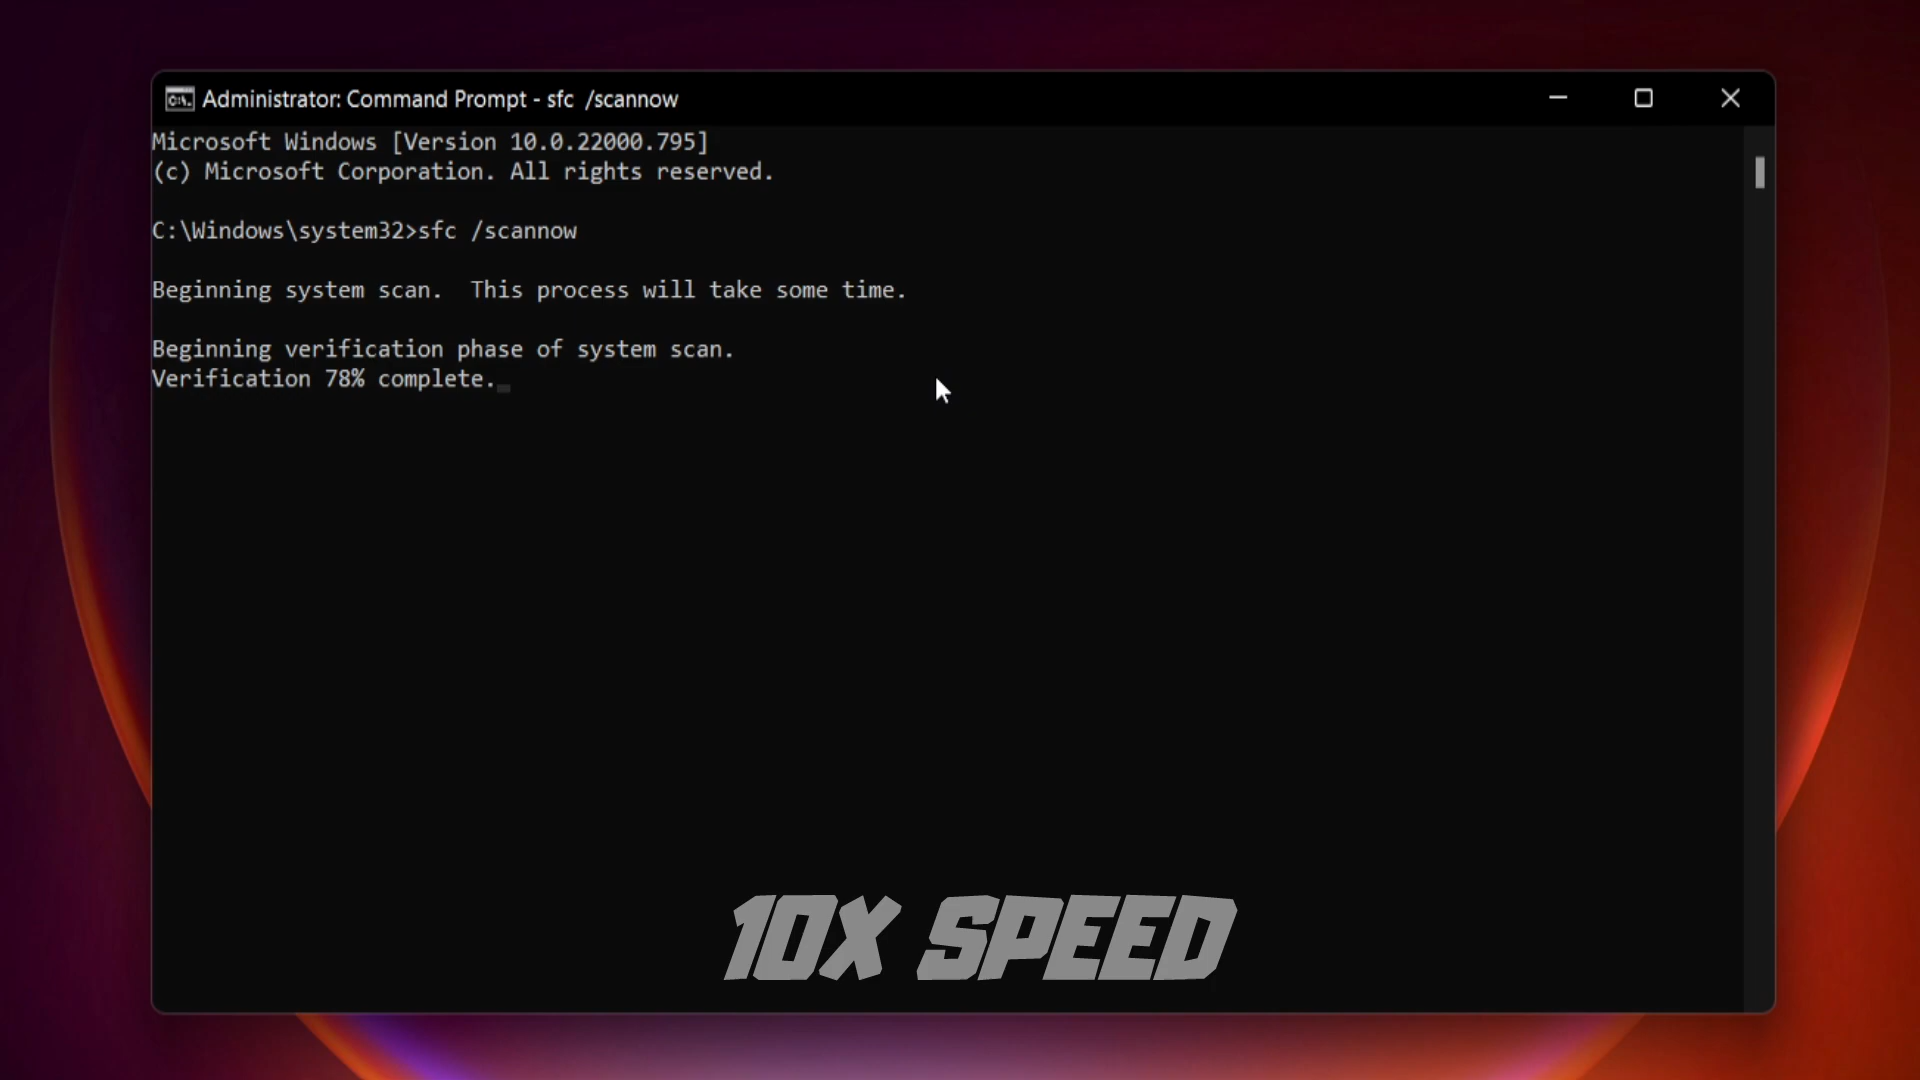 Administrator: Command Prompt - sfc  /scannow
Microsoft Windows [Version 10.0.22000.795]
(c) Microsoft Corporation. All rights reserved.
C:\Windows\system32>sfc /scannow
Beginning system scan.  This process will take some time.
Beginning verification phase of system scan.
Verification 78% complete.
10X SPEED